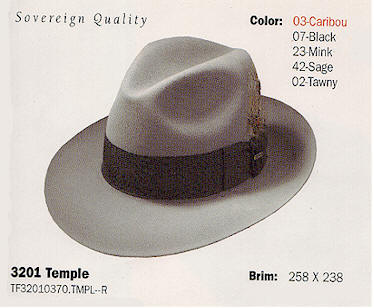 Sovereign Quality
Color: 03-Caribou
07-Black
23-Mink
42-Sage
02-Tawny
3201 Temple
TF32010370.TMPL--R
Brim: 258 X 238